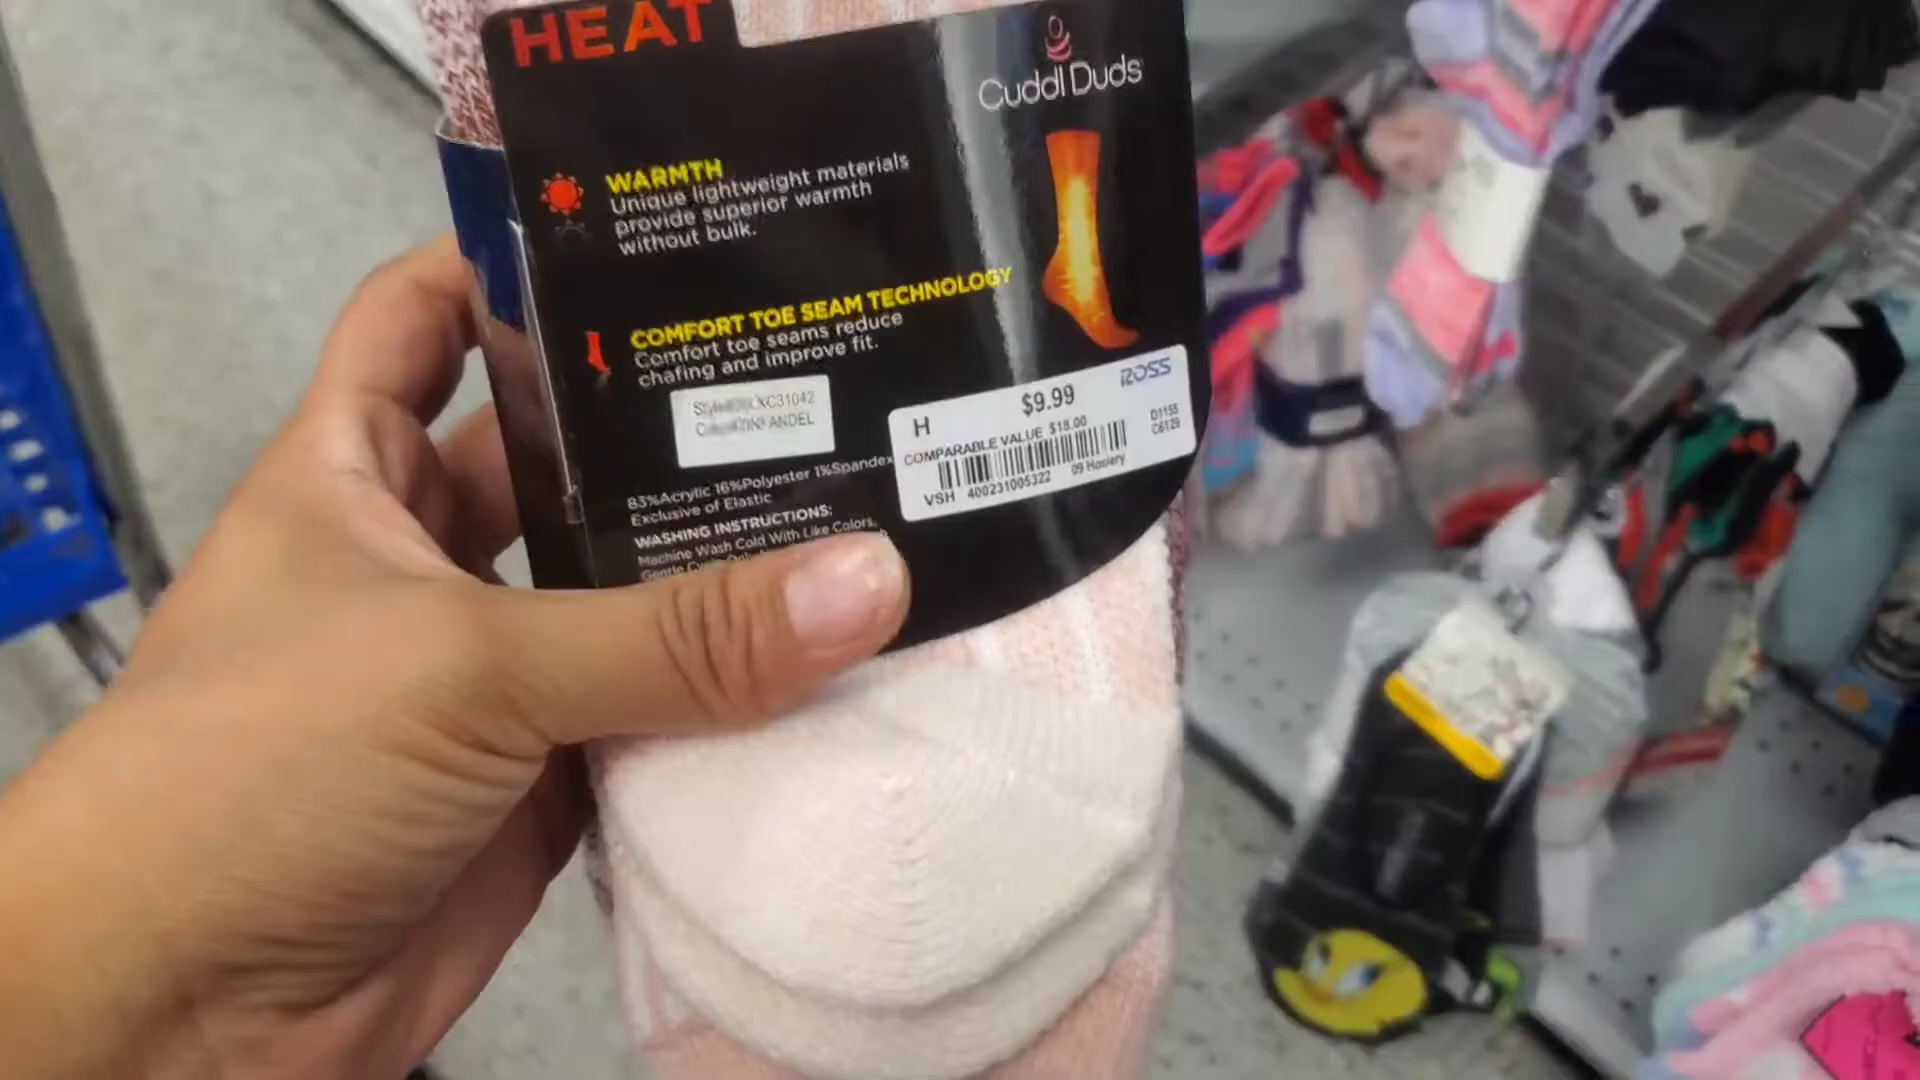 HEAT
Cuddl Duds
WARMTH
Unique lightweight materials
provide superior warmth
without bulk.
COMFORT TOE SEAM TECHNOLOGY
Comfort toe seams reduce
chafing and improve fit.
C31042
ANDEL
83%Acrylic 16%Polyester 1%Spandex
Exclusive of Elastic
WASHING INSTRUCTIONS:
Machine Wash Cold With Like Colors,
Gentle
ROSS
H $9.99
COMPARABLE VALUE $18.00
D1155
C6129
09 Hosiery
VSH 400231005322